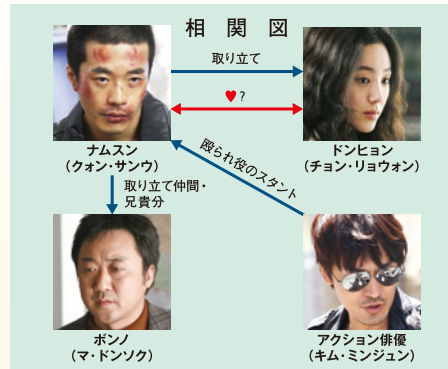 相関図
取り立て
♥?
ナムスン
(クォン・サンウ)
ドンヒョン
(チョン・リョウォン)
取り立て仲間・
兄貴分
殴られ役のスタント
ボンノ
(マ・ドンソク)
アクション俳優
(キム・ミンジュン)